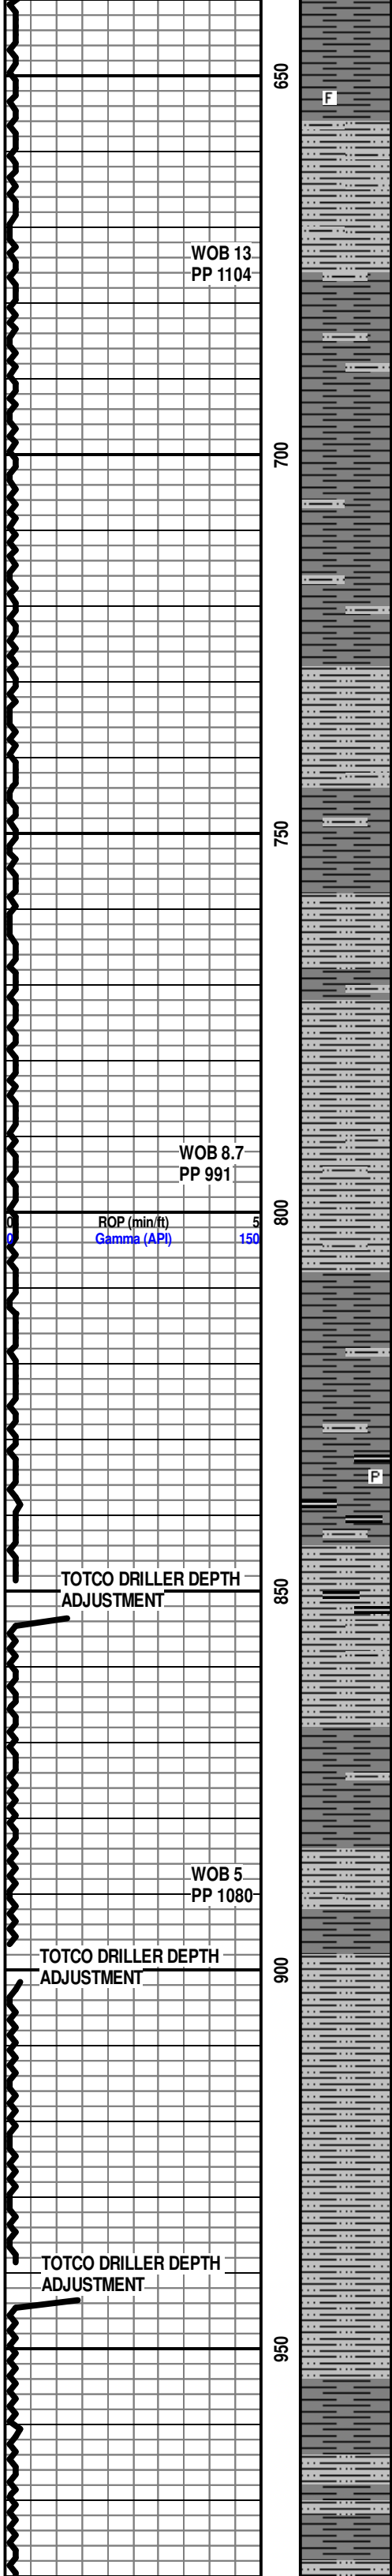 650
F
WOB 13
PP 1104
700
750
WOB 8.7
PP 991
800
0 ROP (min/ft) 5
0 Gamma (API) 150
P
850
TOTCO DRILLER DEPTH
ADJUSTMENT
WOB 5
PP 1080
900
TOTCO DRILLER DEPTH
ADJUSTMENT
TOTCO DRILLER DEPTH
ADJUSTMENT
950